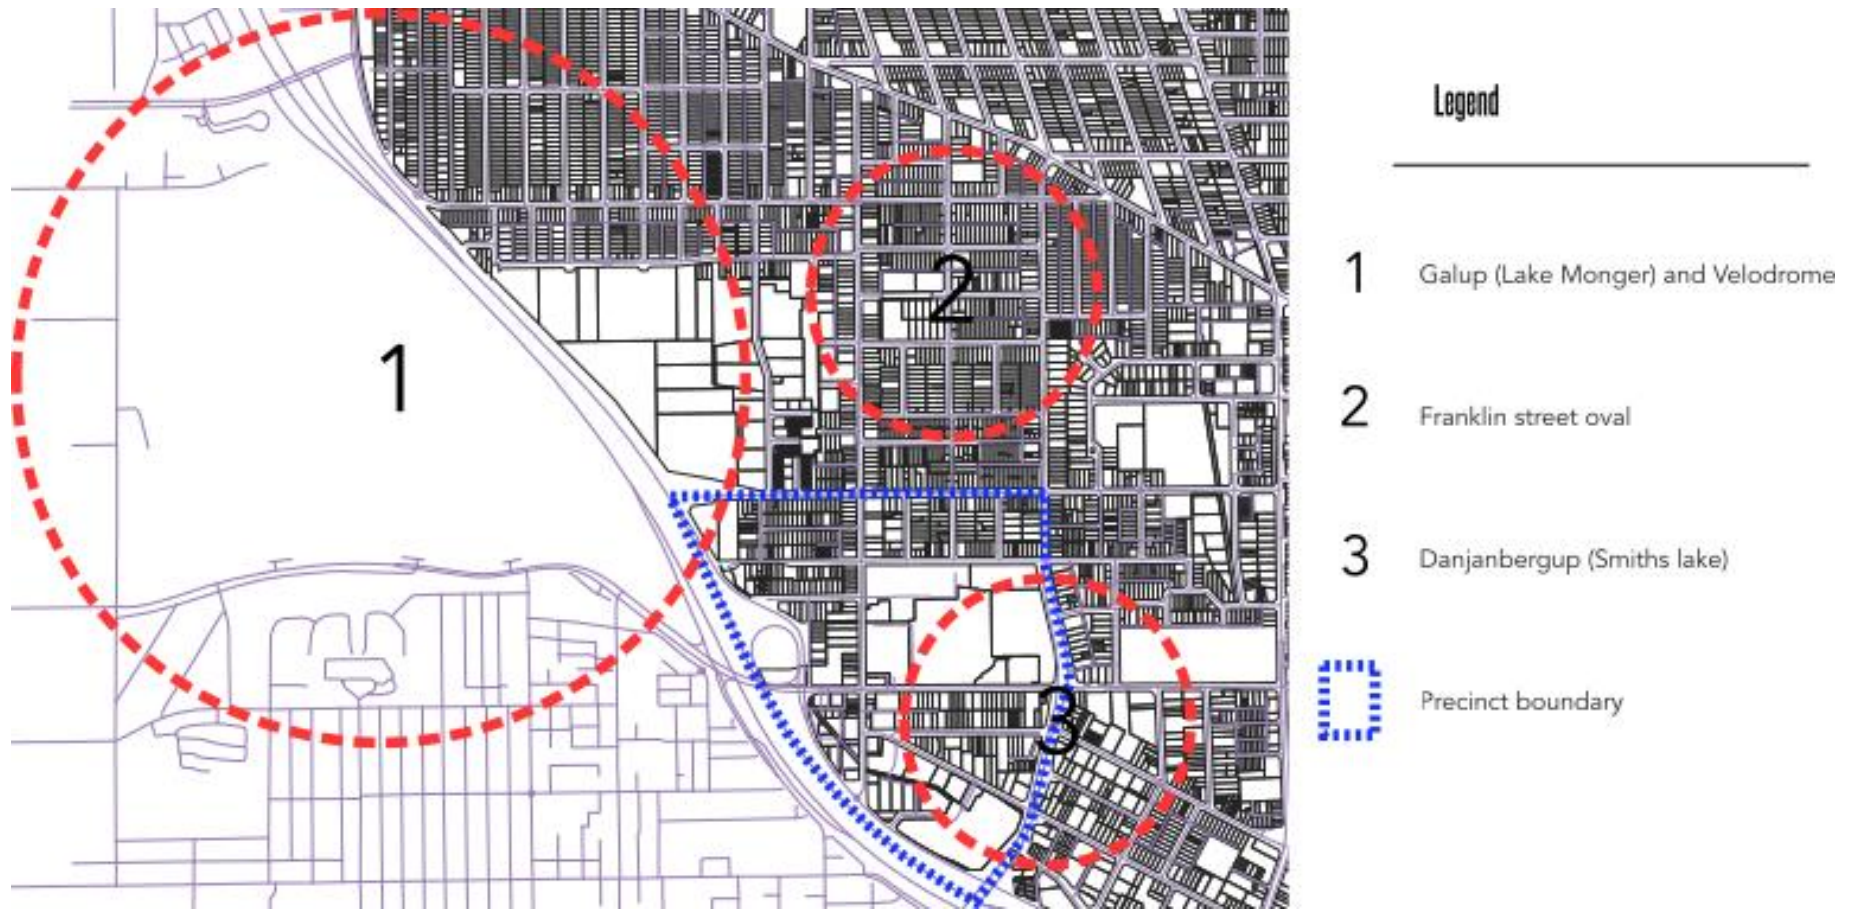 1
2
3
Legend
1 Galup (Lake Monger) and Velodrome
2 Franklin street oval
3 Danjanbergup (Smiths lake)
Precinct boundary